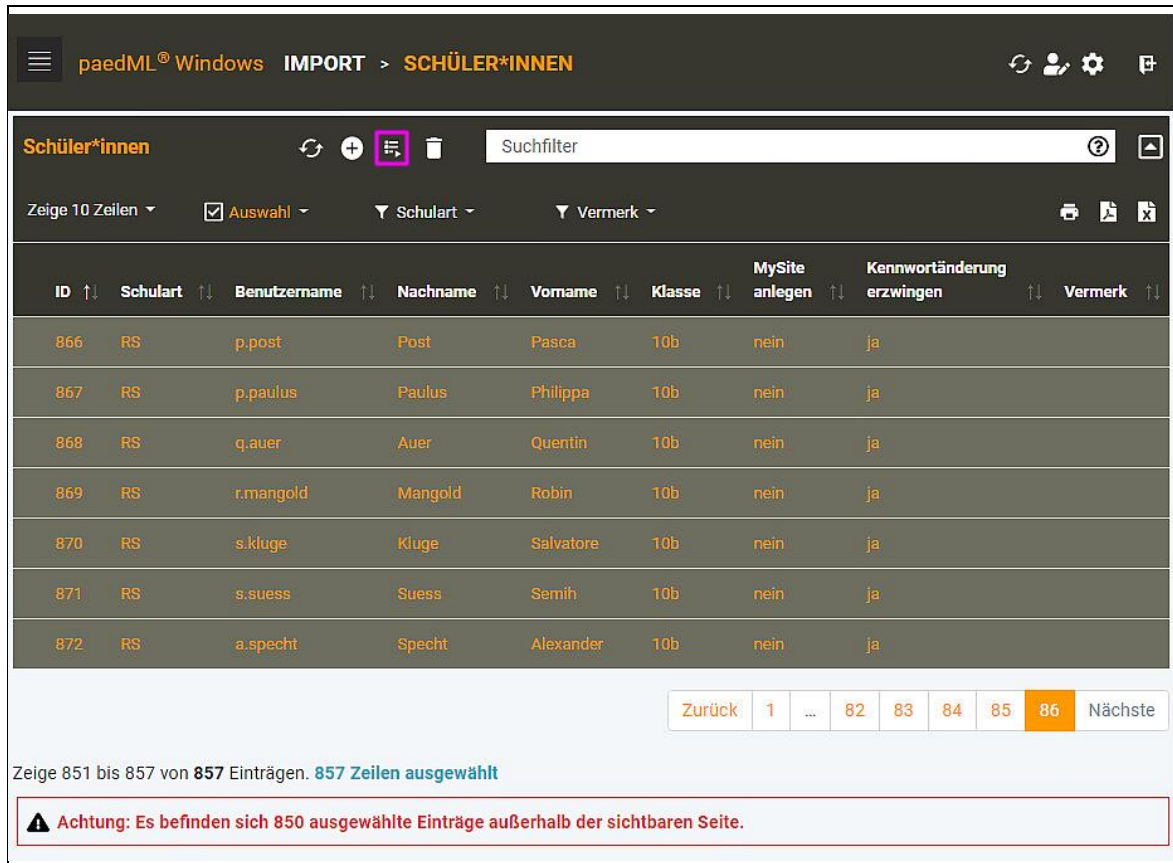 paedML® Windows IMPORT > SCHÜLER*INNEN
Schüler*innen Suchfilter
Zeige 10 Zeilen Auswahl Schulart Vermerk
ID Schulart Benutzername Nachname Vorname Klasse MySite anlegen Kennwortänderung erzwingen Vermerk
866 RS p.post Post Pasca 10b nein ja
867 RS p.paulus Paulus Philippa 10b nein ja
868 RS q.auer Auer Quentin 10b nein ja
869 RS r.mangold Mangold Robin 10b nein ja
870 RS s.kluge Kluge Salvatore 10b nein ja
871 RS s.suess Suess Semih 10b nein ja
872 RS a.specht Specht Alexander 10b nein ja
Zurück 1 ... 82 83 84 85 86 Nächste
Zeige 851 bis 857 von 857 Einträgen. 857 Zeilen ausgewählt
Achtung: Es befinden sich 850 ausgewählte Einträge außerhalb der sichtbaren Seite.